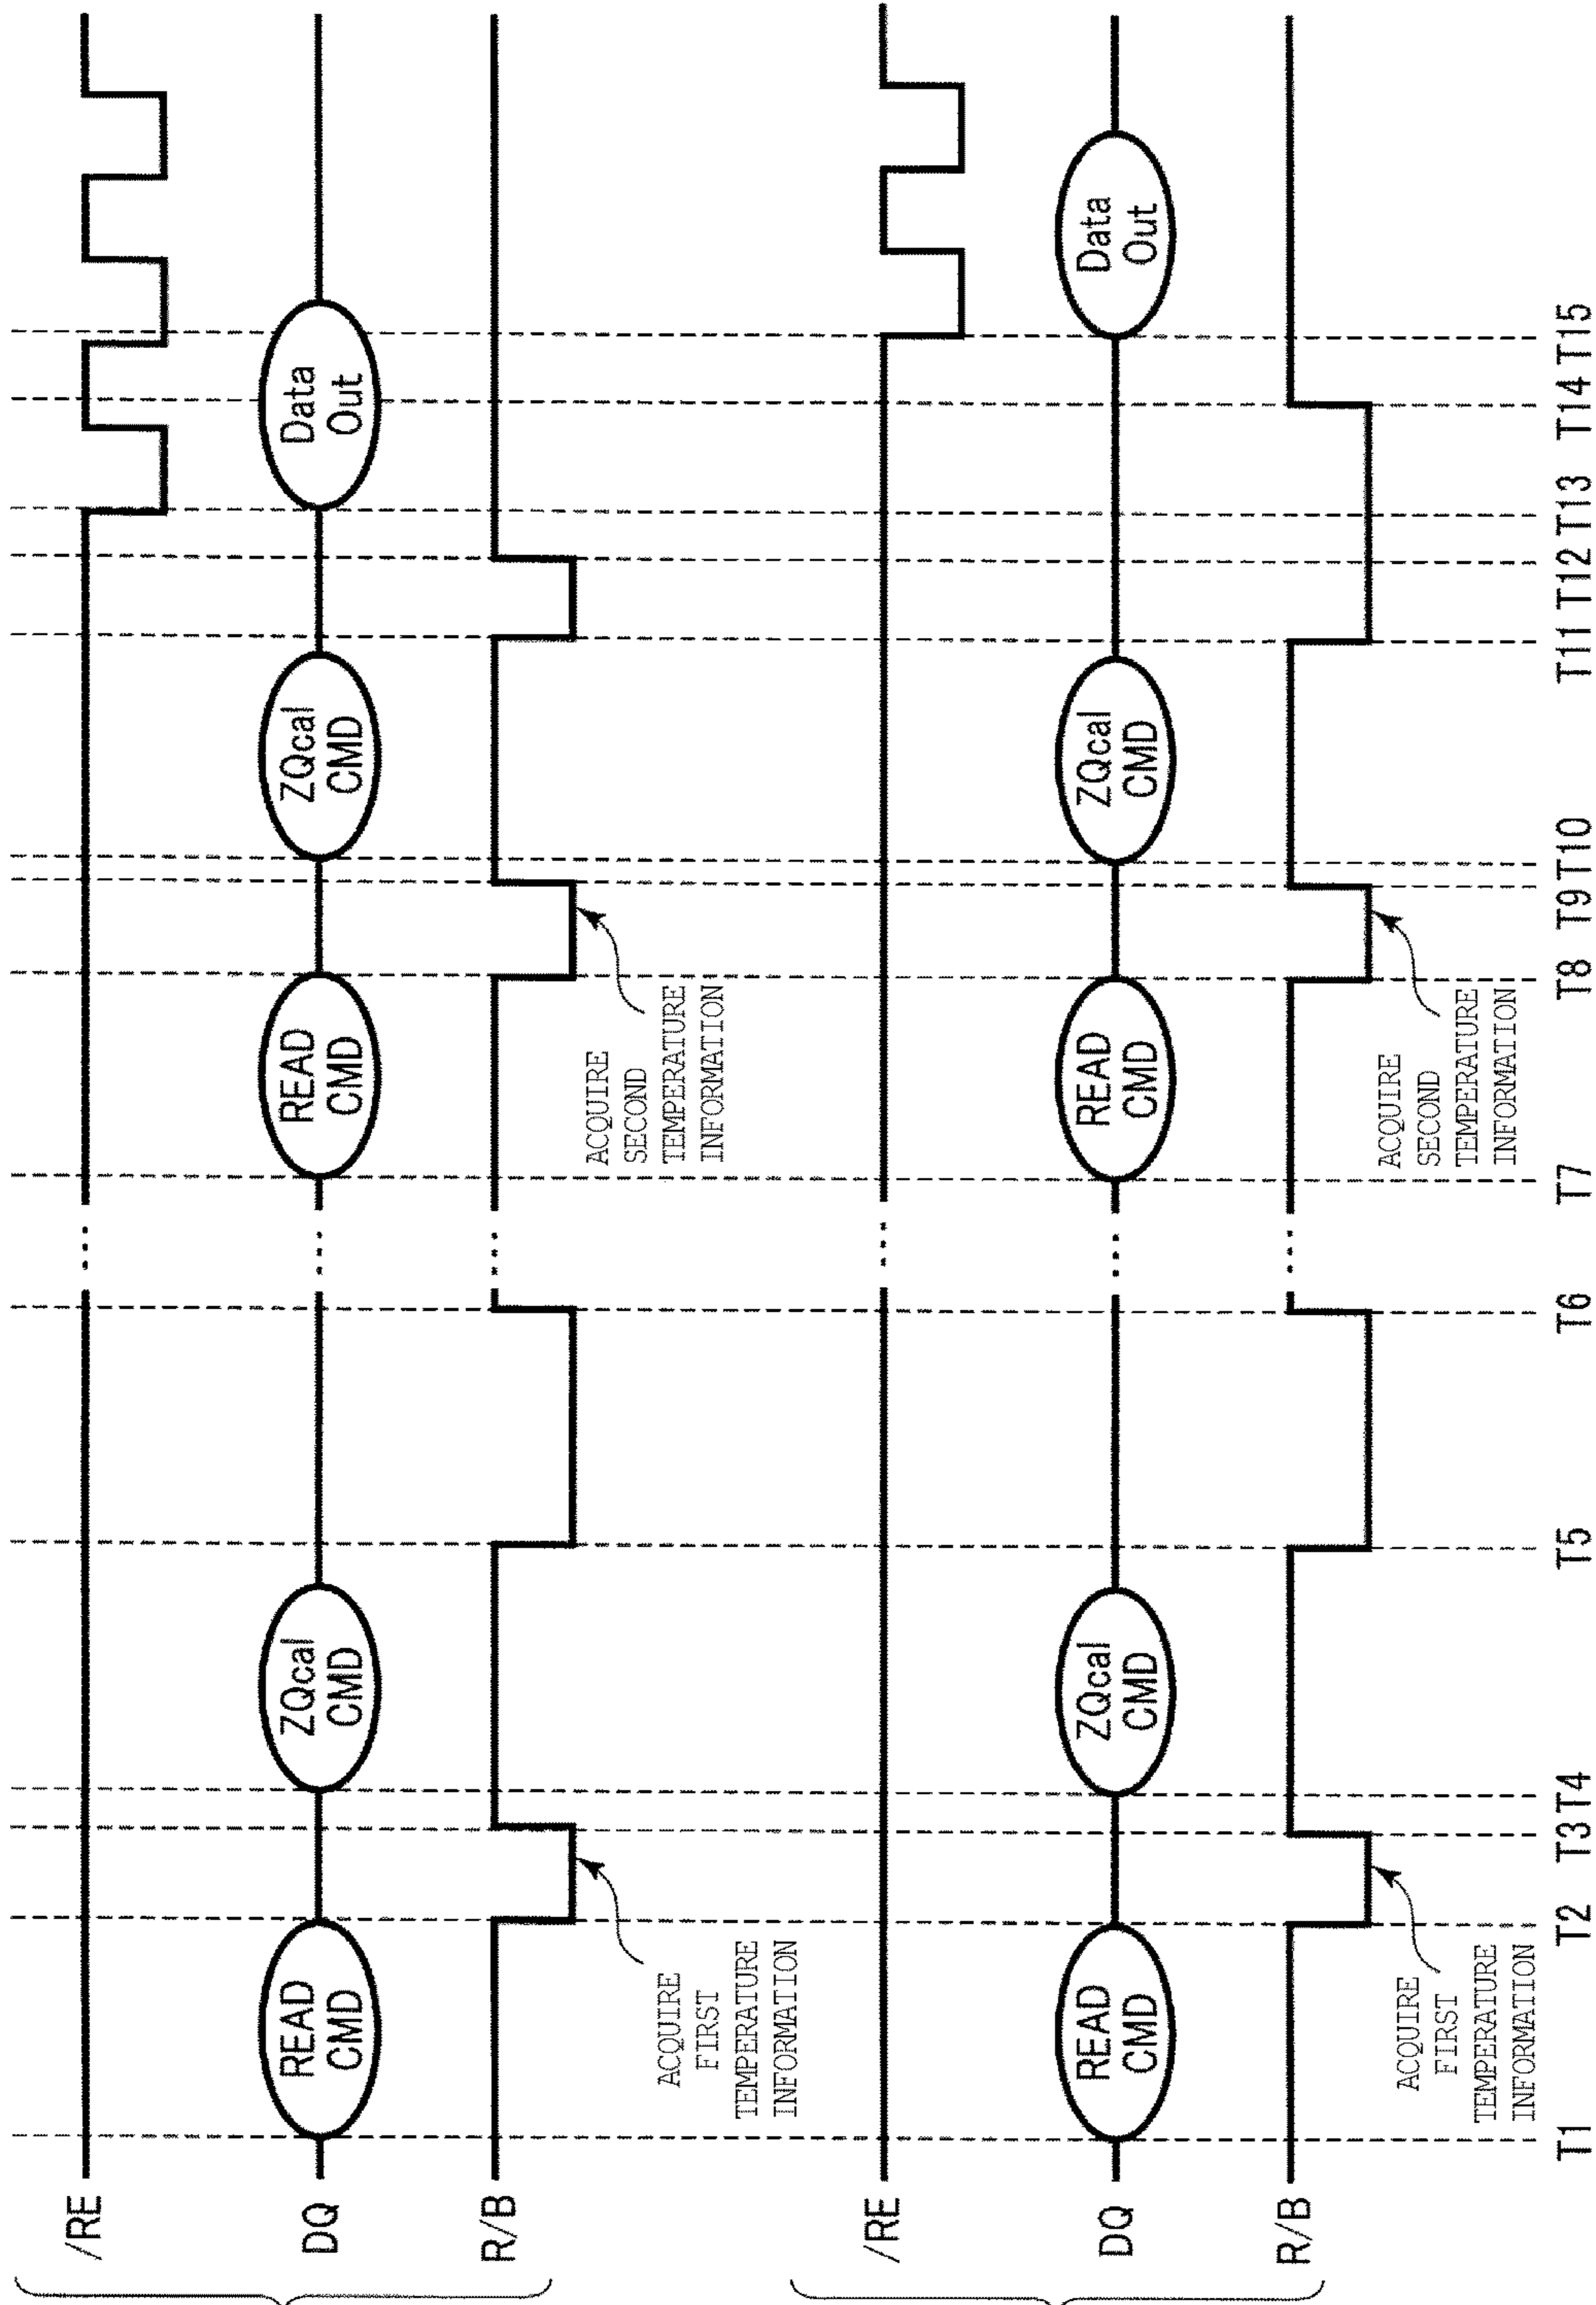 /RE
DQ
READ
CMD
ZQcal
CMD
READ
CMD
ZQcal
CMD
Data
Out
R/B
ACQUIRE
FIRST
TEMPERATURE
INFORMATION
ACQUIRE
SECOND
TEMPERATURE
INFORMATION
/RE
DQ
READ
CMD
ZQcal
CMD
READ
CMD
ZQcal
CMD
Data
Out
R/B
ACQUIRE
FIRST
TEMPERATURE
INFORMATION
ACQUIRE
SECOND
TEMPERATURE
INFORMATION
T1 T2 T3 T4 T5 T6 T7 T8 T9 T10 T11 T12 T13 T14 T15